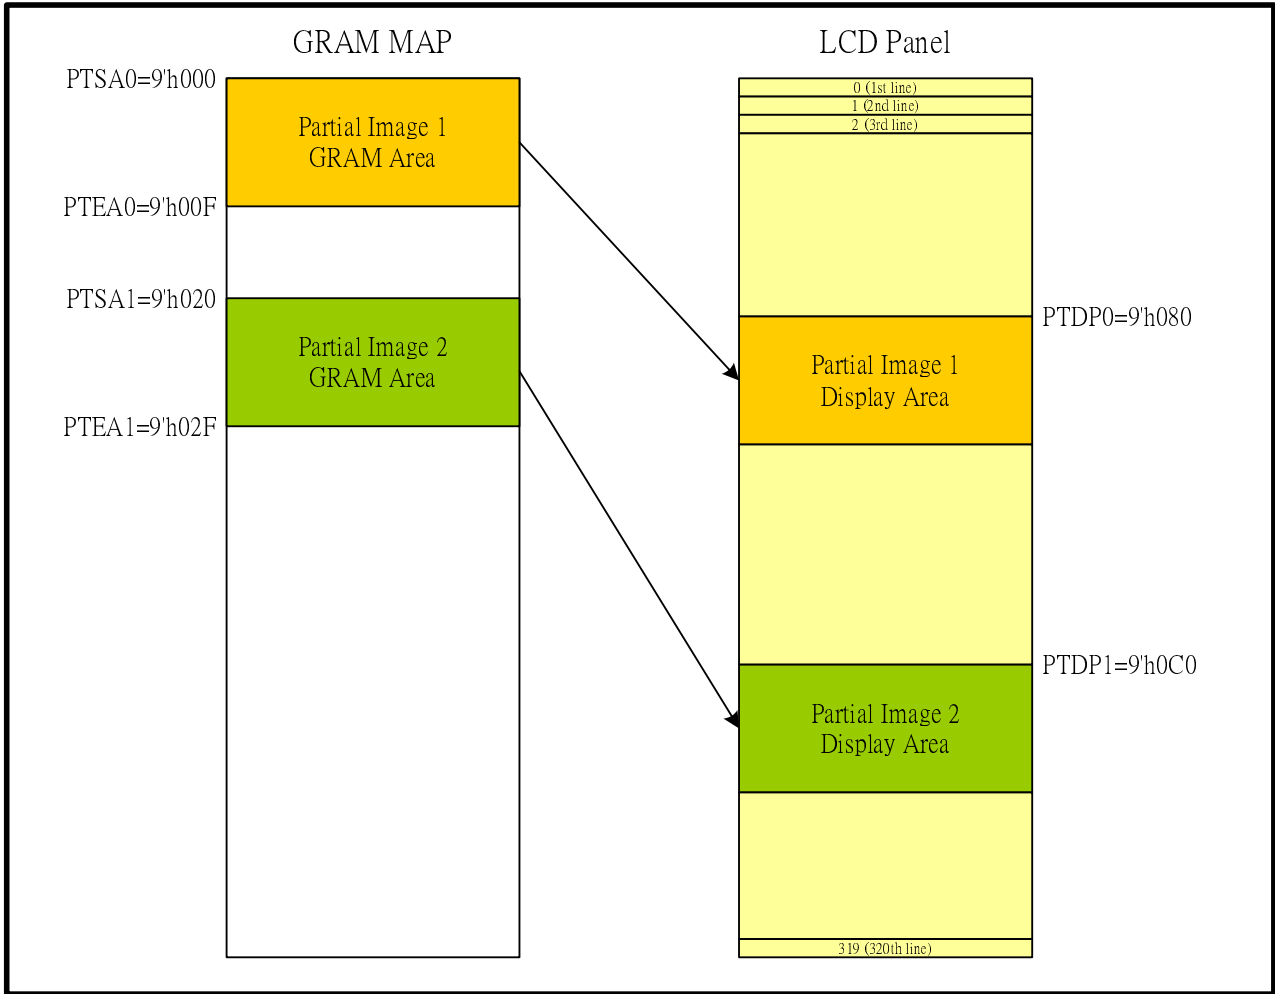 GRAM MAP
LCD Panel
PTSA0=9'h000
PTEA0=9'h00F
PTSA1=9'h020
PTEA1=9'h02F
Partial Image 1
GRAM Area
Partial Image 2
GRAM Area
0 (1st line)
1 (2nd line)
2 (3rd line)
Partial Image 1
Display Area
Partial Image 2
Display Area
319 (320th line)
PTDP0=9'h080
PTDP1=9'h0C0